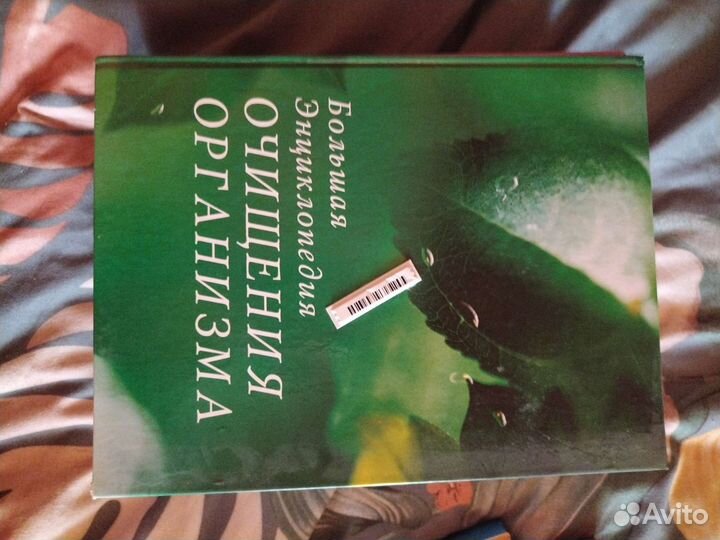 Большая
Энциклопедия
ОЧИЩЕНИЯ
ОРГАНИЗМА
Avito